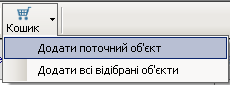 Кошик
Додати поточний об'єкт
Додати всі відібрані об'єкти